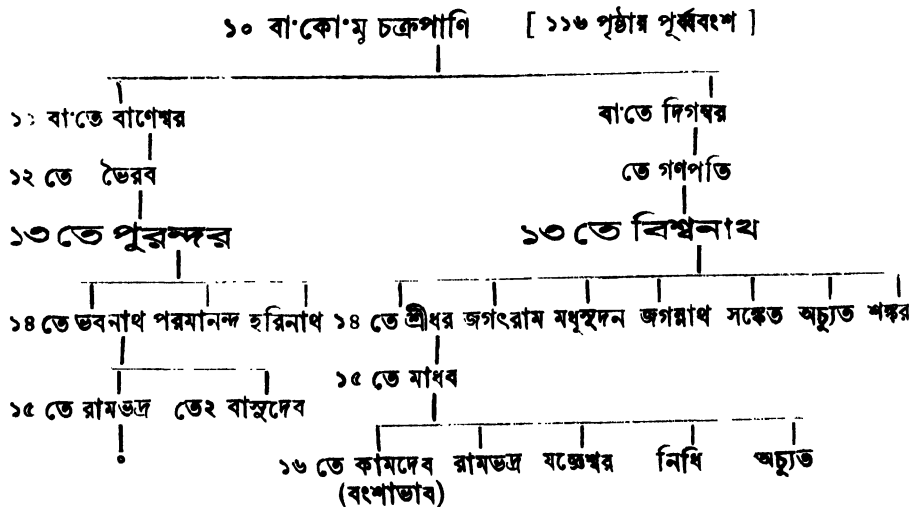 ১০ বা·কো·মু চক্রপাণি [ ১১৬ পৃষ্ঠায় পূর্ব্ববংশ ]
১১ বা·তে বাণেশ্বর বা·তে দিগম্বর
১২ তে ভৈরব তে গণপতি
১৩ তে পুরন্দর ১৩ তে বিশ্বনাথ
১৪ তে ভবনাথ পরমানন্দ হরিনাথ ১৪ তে শ্রীধর জগৎরাম মধুসূদন জগন্নাথ সঙ্কেত অচ্যুত শঙ্কর
১৫ তে মাধব
১৫ তে রামভদ্র তে২ বাসুদেব
১৬ তে কামদেব রামভদ্র যজ্ঞেশ্বর নিধি অচ্যুত
(বংশাভাব)